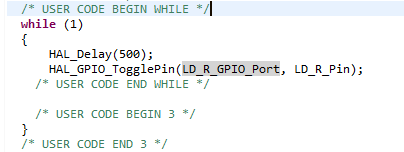 /* USER CODE BEGIN WHILE */
while (1)
{
HAL_Delay(500);
HAL_GPIO_TogglePin(LD_R_GPIO_Port, LD_R_Pin);
/* USER CODE END WHILE */
/* USER CODE BEGIN 3 */
}
/* USER CODE END 3 */